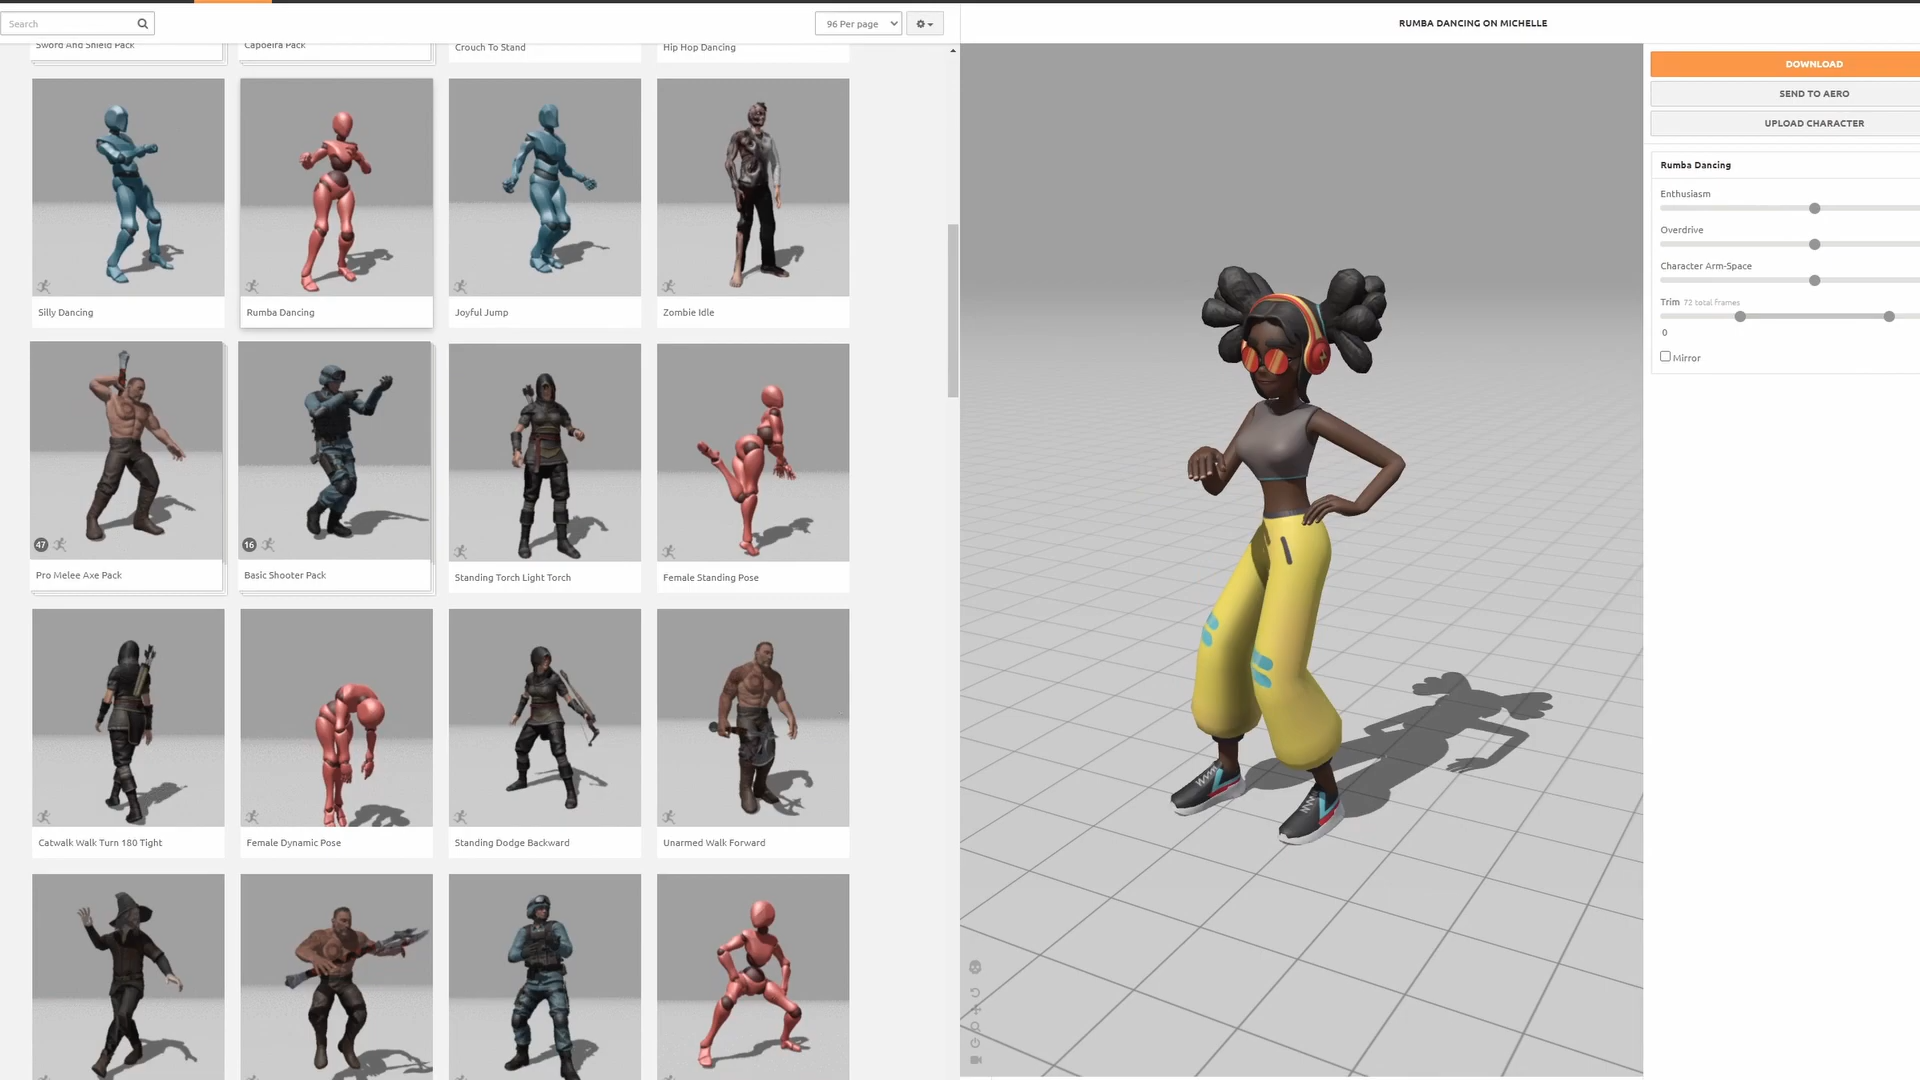 Search
96 Per page
RUMBA DANCING ON MICHELLE
Sword And Shield Pack
Capoeira Pack
Crouch To Stand
Hip Hop Dancing
DOWNLOAD
SEND TO AERO
UPLOAD CHARACTER
Rumba Dancing
Enthusiasm
Overdrive
Character Arm-Space
Trim 72 total frames
0
Mirror
Silly Dancing
Rumba Dancing
Joyful Jump
Zombie Idle
47
16
Pro Melee Axe Pack
Basic Shooter Pack
Standing Torch Light Torch
Female Standing Pose
Catwalk Walk Turn 180 Tight
Female Dynamic Pose
Standing Dodge Backward
Unarmed Walk Forward